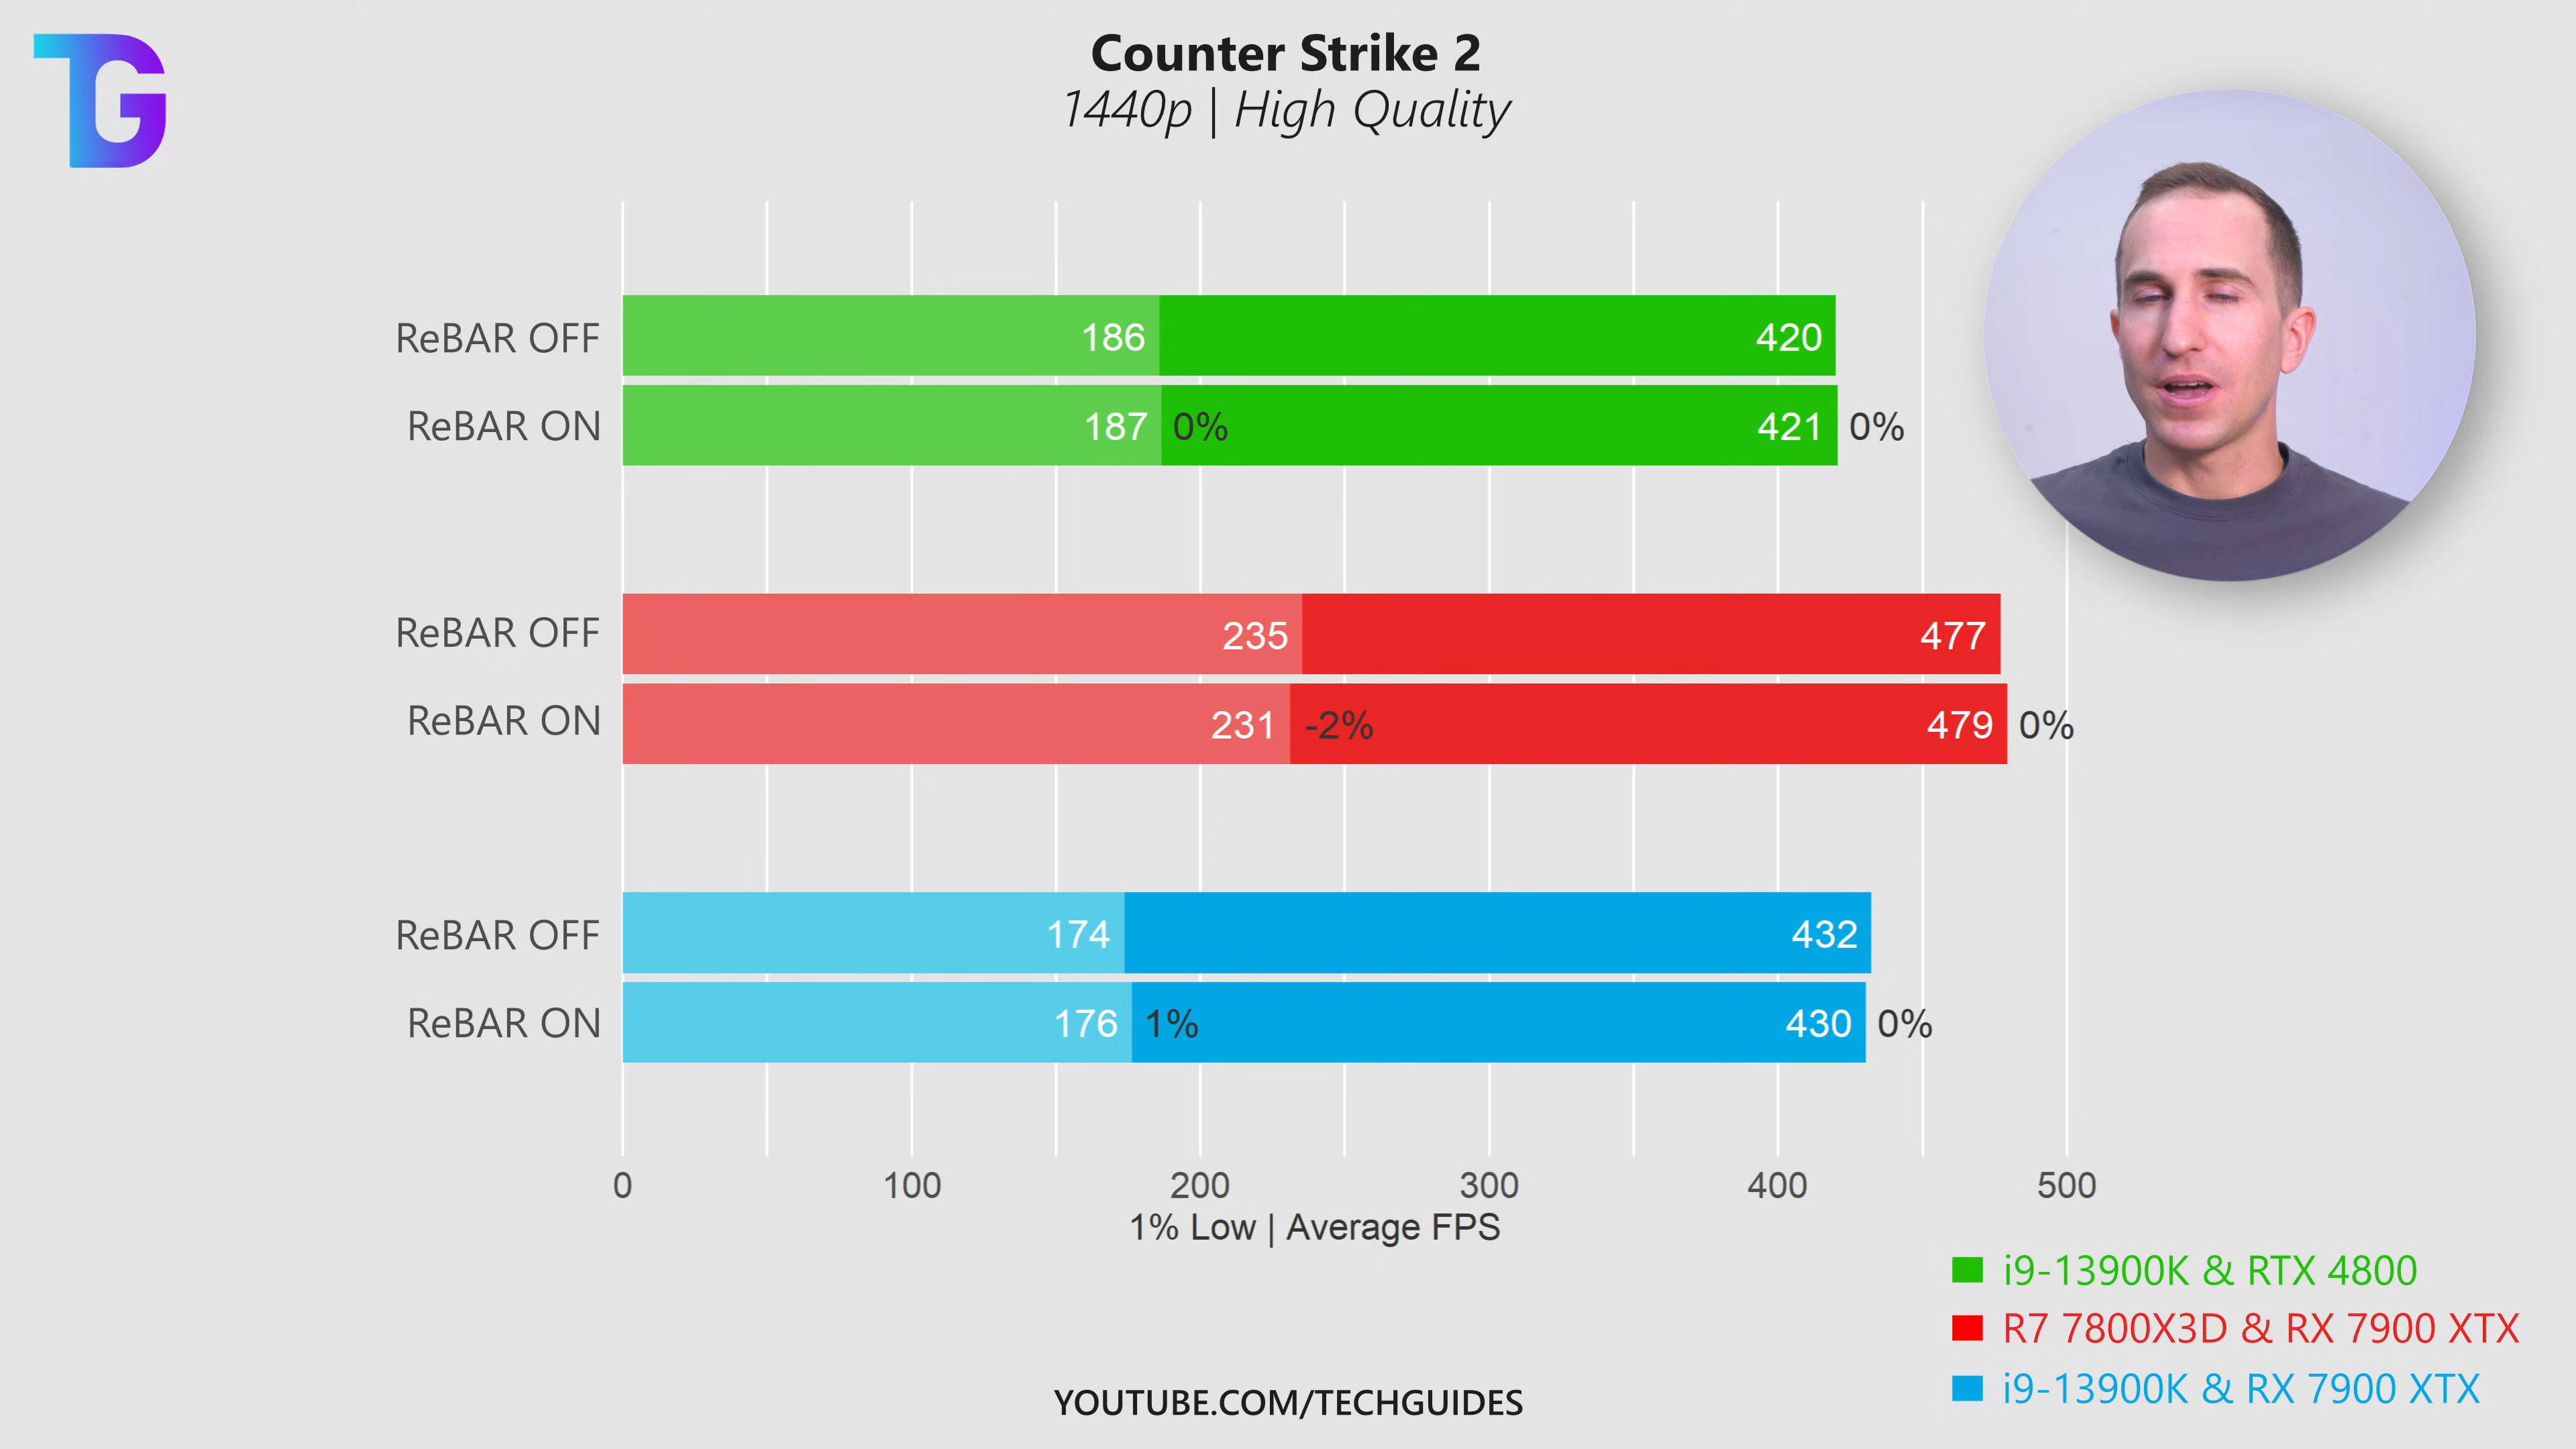 TG
Counter Strike 2
1440p | High Quality
ReBAR OFF 186 420
ReBAR ON 187 0% 421 0%
ReBAR OFF 235 477
ReBAR ON 231 -2% 479 0%
ReBAR OFF 174 432
ReBAR ON 176 1% 430 0%
0 100 200 300 400 500
1% Low | Average FPS
i9-13900K & RTX 4800
R7 7800X3D & RX 7900 XTX
i9-13900K & RX 7900 XTX
YOUTUBE.COM/TECHGUIDES